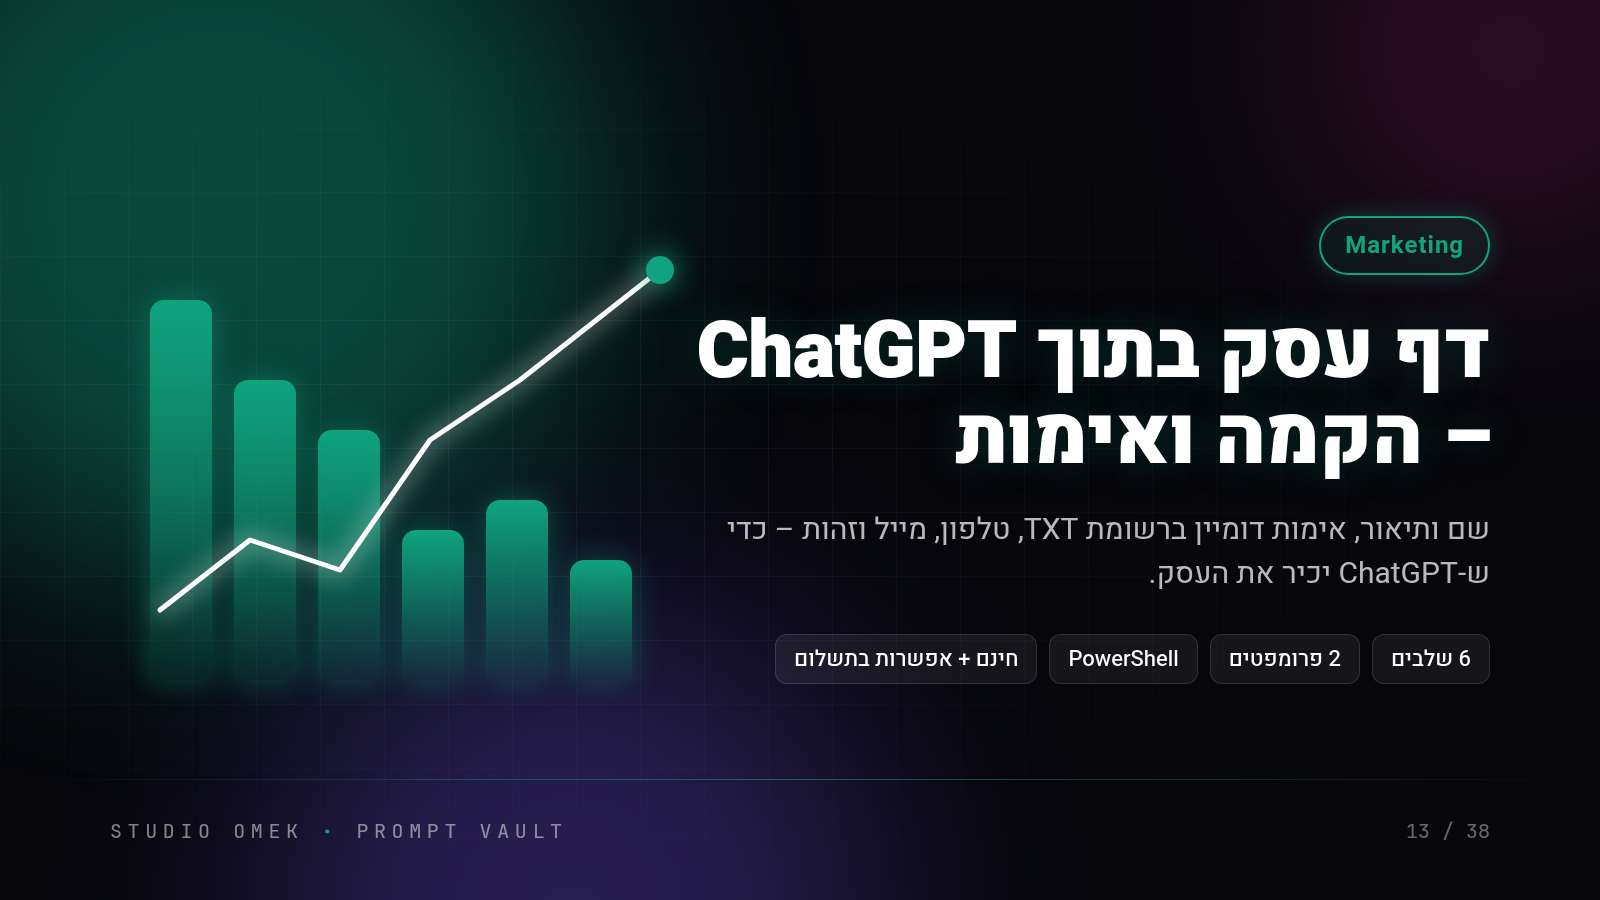 Marketing
דף עסק בתוך ChatGPT
– הקמה ואימות
שם ותיאור, אימות דומיין ברשומת TXT, טלפון, מייל וזהות – כדי
ש-ChatGPT יכיר את העסק.
6 שלבים
2 פרומפטים
PowerShell
חינם + אפשרות בתשלום
STUDIO OMEK · PROMPT VAULT
13 / 38